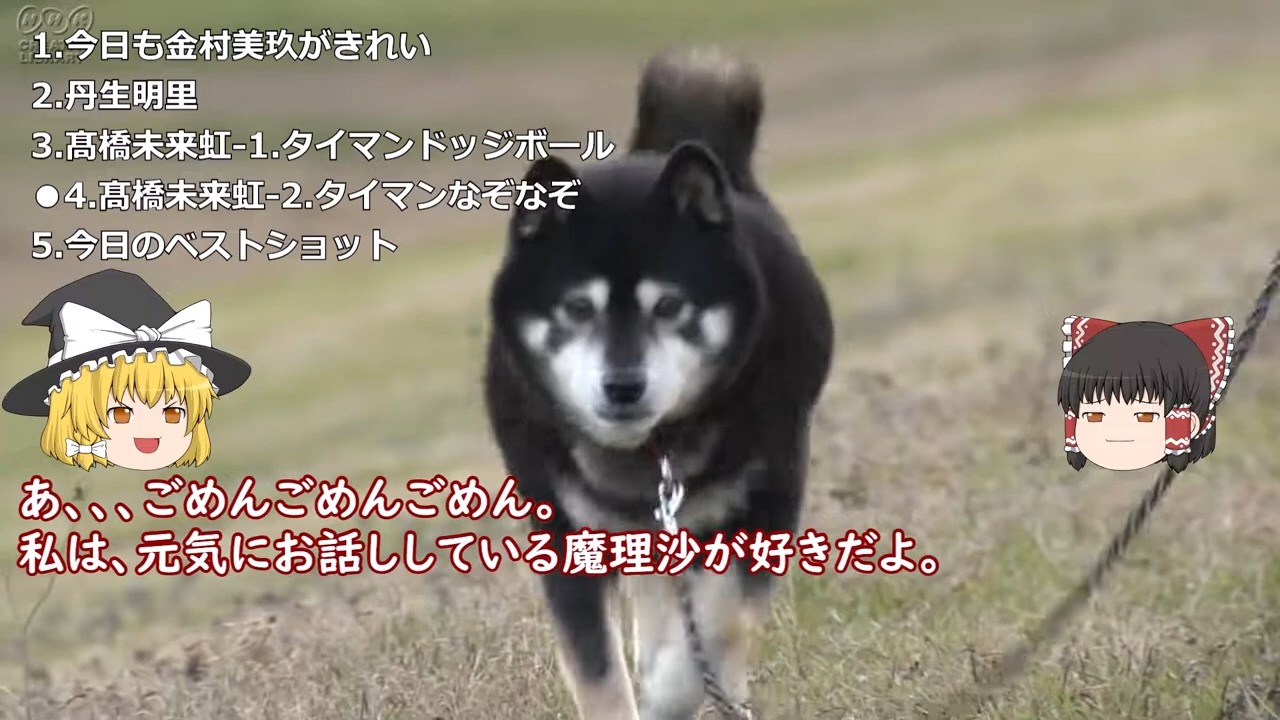 NHK
1.今日も金村美玖がきれい
2.丹生明里
3.髙橋未来虹-1.タイマンドッジボール
●4.髙橋未来虹-2.タイマンなぞなぞ
5.今日のベストショット
あ、、、ごめんごめんごめん。
私は、元気にお話ししている魔理沙が好きだよ。